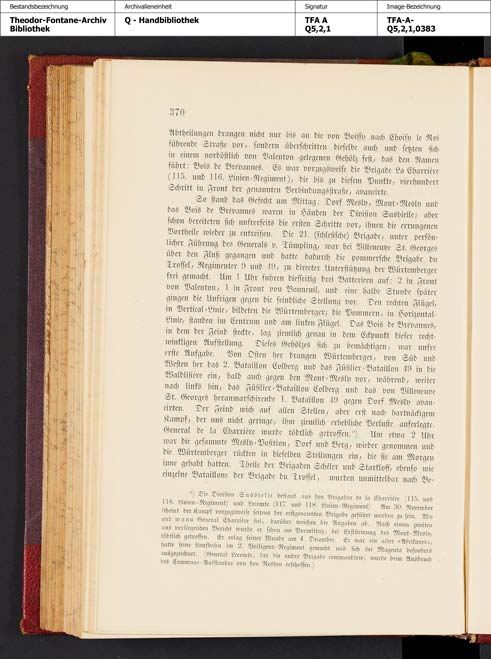 Bestandsbezeichnung
Archivalieneinheit
Signatur
Image-Bezeichnung
Theodor-Fontane-Archiv
Bibliothek
Q - Handbibliothek
TFA A
Q5,2,1
TFA-A-
Q5,2,1,0383
370
Abtheilungen drangen nicht nur bis an die von Boissy nach Choisy le Roi
führende Straße vor, sondern überschritten dieselbe auch und setzten sich
in einem nordöstlich von Valenton gelegenen Gehölz fest, das den Namen
führt: Bois de Brévannes. Es war vorzugsweise die Brigade La Charrière
(115. und 116. Linien-Regiment), die bis zu diesem Punkte, vierhundert
Schritt in Front der genannten Verbindungsstraße, avancirte.
So stand das Gefecht um Mittag: Dorf Mesly, Mont-Mesly und
das Bois de Brévannes waren in Händen der Division Susbielle; aber
schon bereiteten sich unsrerseits die ersten Schritte vor, ihnen die errungenen
Vortheile wieder zu entreißen. Die 21. (schlesische) Brigade, unter persön-
licher Führung des Generals v. Tümpling, war bei Villeneuve St. Georges
über den Fluß gegangen und hatte dadurch die pommersche Brigade du
Trossel, Regimenter 9 und 49, zu directer Unterstützung der Würtemberger
frei gemacht. Um 1 Uhr fuhren diesseitig drei Batterieen auf: 2 in Front
von Valenton, 1 in Front von Bonneuil, und eine halbe Stunde später
gingen die Unsrigen gegen die feindliche Stellung vor. Den rechten Flügel,
in Vertical-Linie, bildeten die Würtemberger; die Pommern, in Horizontal-
Linie, standen im Centrum und am linken Flügel. Das Bois de Brévannes,
in dem der Feind steckte, lag ziemlich genau in dem Eckpunkt dieser recht-
winkligen Aufstellung. Dieses Gehölzes sich zu bemächtigen, war unsre
erste Aufgabe. Von Osten her drangen Würtemberger, von Süd und
Westen her das 2. Bataillon Colberg und das Füsilier-Bataillon 49 in die
Waldlisière ein, bald auch gegen den Mont-Mesly vor, während, weiter
nach links hin, das Füsilier-Bataillon Colberg und das von Villeneuve
St. Georges heranmarschirende 1. Bataillon 49 gegen Dorf Mesly avan-
cirten. Der Feind wich auf allen Stellen, aber erst nach hartnäckigem
Kampf, der uns nicht geringe, ihm ziemlich erhebliche Verluste auferlegte.
General de la Charrière wurde tödtlich getroffen.*) Um etwa 2 Uhr
war die gesammte Mesly-Position, Dorf und Berg, wieder genommen und
die Würtemberger rückten in dieselben Stellungen ein, die sie am Morgen
inne gehabt hatten. Theile der Brigaden Schéler und Starkloff, ebenso wie
einzelne Bataillone der Brigade du Trossel, wurden unmittelbar nach Be-
*) Die Division Susbielle bestand aus den Brigaden de la Charrière (115. und
116. Linien-Regiment) und Lecomte (117. und 118. Linien-Regiment). Am 30. November
scheint der Kampf vorzugsweise seitens der erstgenannten Brigade geführt worden zu sein. Wo
und wann General Charrière fiel, darüber weichen die Angaben ab. Nach einem zweiten
uns vorliegenden Bericht wurde er schon am Vormittag, bei Erstürmung des Mont-Mesly,
tödtlich getroffen. Er erlag seiner Wunde am 4. December. Er war ein alter »Afrikaner«,
hatte seine Laufbahn im 2. Voltigeur-Regiment gemacht und sich bei Magenta besonders
ausgezeichnet. (General Lecomte, der die andre Brigade commandirte, wurde beim Ausbruch
des Commune-Aufstandes von den Rothen erschossen.)